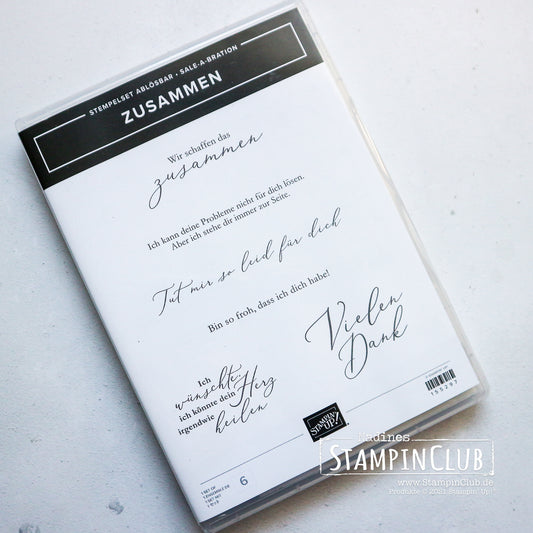 STEMPELSET ABLÖSBAR • SALE-A-BRATION
ZUSAMMEN
Wir schaffen das
zusammen
Ich kann deine Probleme nicht für dich lösen.
Aber ich stehe dir immer zur Seite.
Tut mir so leid für dich
Bin so froh, dass ich dich habe!
Vielen
Dank
Ich
wünschte,
ich könnte dein Herz
irgendwie
heilen
STAMPIN' UP!
155297
1 SET OF
6
Nadines
STAMPINCLUB
www.StampinClub.de
Produkte © 2021 Stampin' Up!